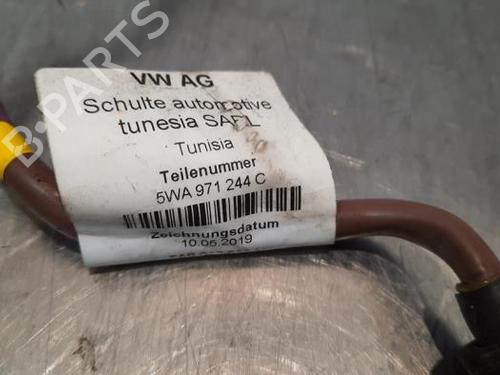 VW AG
Schulte automotive
tunesia SARL
Tunisia
Teilenummer
5WA 971 244 C
Zeichnungsdatum
10.05.2019
B-PARTS